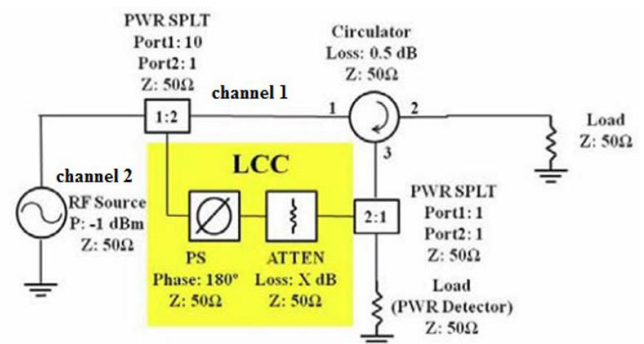 PWR SPLT
Port1: 10
Port2: 1
Z: 50Ω
1:2
channel 1
Circulator
Loss: 0.5 dB
Z: 50Ω
1
2
3
Load
Z: 50Ω
channel 2
RF Source
P: -1 dBm
Z: 50Ω
LCC
PS
Phase: 180°
Z: 50Ω
ATTEN
Loss: X dB
Z: 50Ω
2:1
PWR SPLT
Port1: 1
Port2: 1
Z: 50Ω
Load
(PWR Detector)
Z: 50Ω